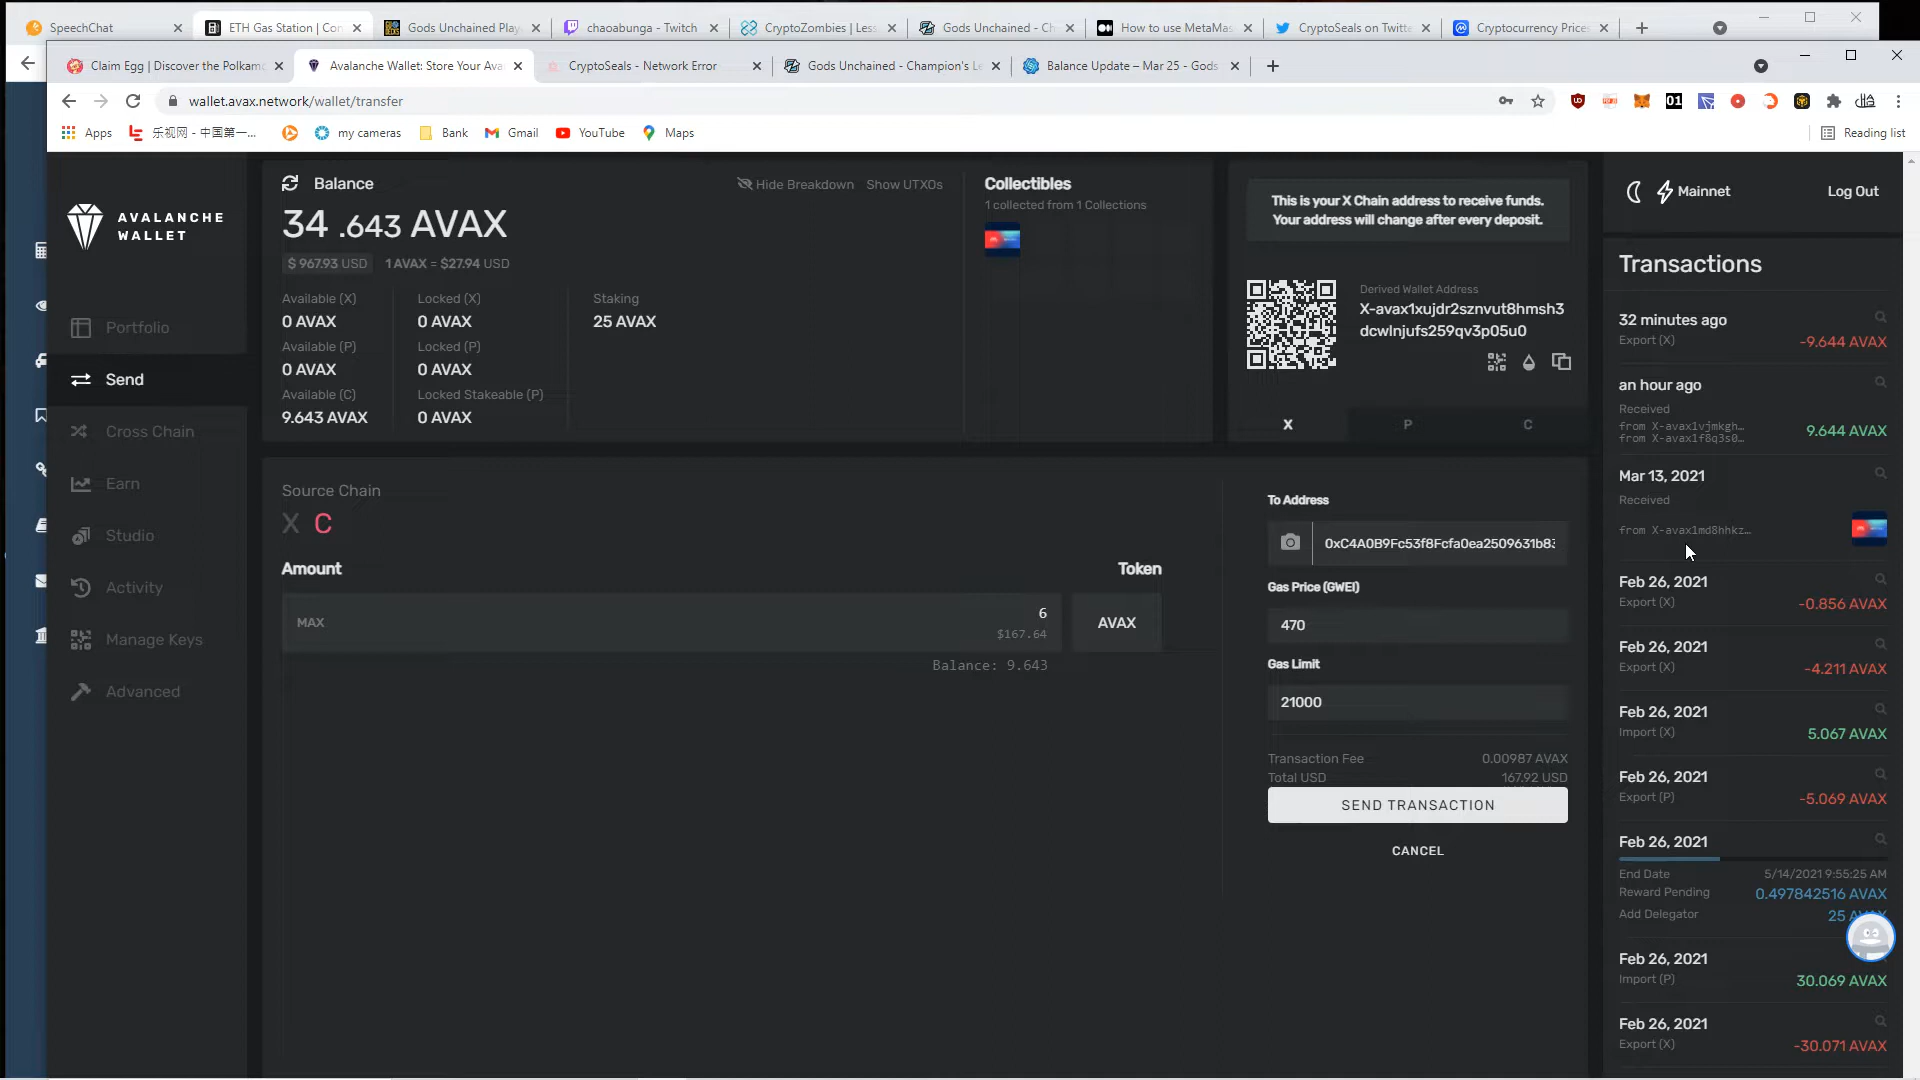 SpeechChat
ETH Gas Station | Con
Gods Unchained Play
chaoabunga - Twitch
CryptoZombies | Less
Gods Unchained - Ch
How to use MetaMas
CryptoSeals on Twitte
Cryptocurrency Prices
Claim Egg | Discover the Polkamo
Avalanche Wallet: Store Your Ava
CryptoSeals - Network Error
Gods Unchained - Champion's Le
Balance Update – Mar 25 - Gods
wallet.avax.network/wallet/transfer
Apps
乐视网 - 中国第一...
my cameras
Bank
Gmail
YouTube
Maps
Reading list
AVALANCHE
WALLET
Portfolio
Send
Cross Chain
Earn
Studio
Activity
Manage Keys
Advanced
Balance
Hide Breakdown
Show UTXOs
34 .643 AVAX
$ 967.93 USD
1 AVAX = $27.94 USD
Available (X)
0 AVAX
Available (P)
0 AVAX
Available (C)
9.643 AVAX
Locked (X)
0 AVAX
Locked (P)
0 AVAX
Locked Stakeable (P)
0 AVAX
Staking
25 AVAX
Collectibles
1 collected from 1 Collections
This is your X Chain address to receive funds.
Your address will change after every deposit.
Derived Wallet Address
X-avax1xujdr2sznvut8hmsh3
dcwlnjufs259qv3p05u0
X
P
C
Source Chain
X C
Amount
Token
MAX
6
$167.64
AVAX
Balance: 9.643
To Address
0xC4A0B9Fc53f8Fcfa0ea2509631b83
Gas Price (GWEI)
470
Gas Limit
21000
Transaction Fee
0.00987 AVAX
Total USD
167.92 USD
SEND TRANSACTION
CANCEL
Mainnet
Log Out
Transactions
32 minutes ago
Export (X)
-9.644 AVAX
an hour ago
Received
from X-avax1vjmkgh…
from X-avax1f8q3s0…
9.644 AVAX
Mar 13, 2021
Received
from X-avax1md8hhkz…
Feb 26, 2021
Export (X)
-0.856 AVAX
Feb 26, 2021
Export (X)
-4.211 AVAX
Feb 26, 2021
Import (X)
5.067 AVAX
Feb 26, 2021
Export (P)
-5.069 AVAX
Feb 26, 2021
End Date
5/14/2021 9:55:25 AM
Reward Pending
0.497842516 AVAX
Add Delegator
25 AVAX
Feb 26, 2021
Import (P)
30.069 AVAX
Feb 26, 2021
Export (X)
-30.071 AVAX